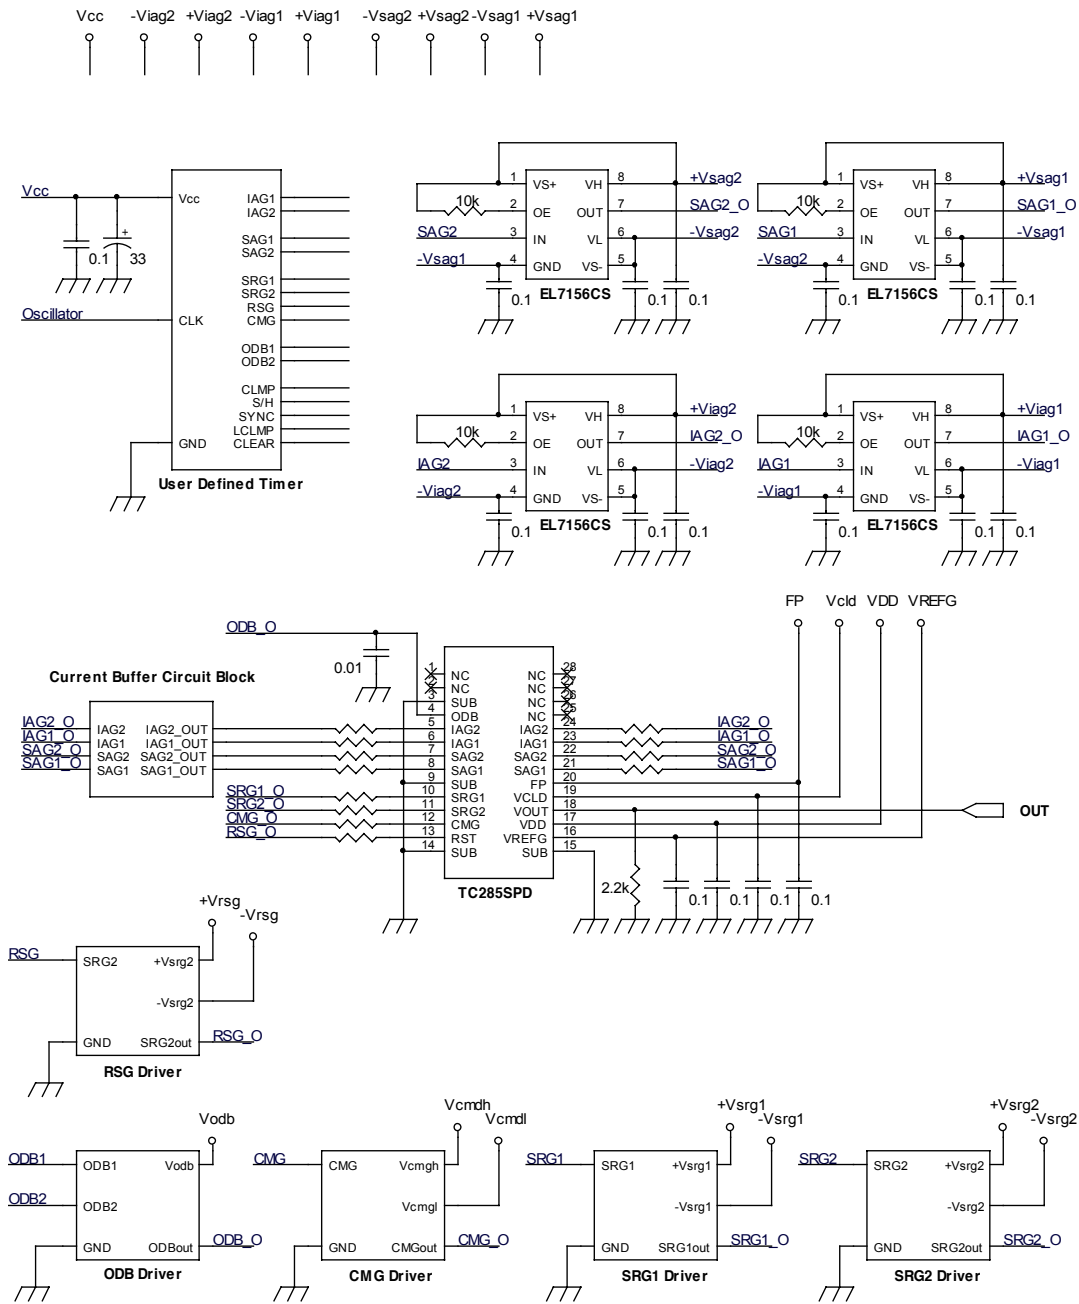 Vcc -Viag2 +Viag2 -Viag1 +Viag1 -Vsag2 +Vsag2 -Vsag1 +Vsag1
Vcc
Oscillator
Vcc
CLK
GND
IAG1
IAG2
SAG1
SAG2
SRG1
SRG2
RSG
CMG
ODB1
ODB2
CLMP
S/H
SYNC
LCLMP
CLEAR
0.1
+
33
User Defined Timer
10k
SAG2
-Vsag1
1 VS+ VH 8 +Vsag2
2 OE OUT 7 SAG2_O
3 IN VL 6 -Vsag2
4 GND VS- 5
EL7156CS
0.1 0.1 0.1
10k
SAG1
-Vsag2
1 VS+ VH 8 +Vsag1
2 OE OUT 7 SAG1_O
3 IN VL 6 -Vsag1
4 GND VS- 5
EL7156CS
0.1 0.1 0.1
10k
IAG2
-Viag2
1 VS+ VH 8 +Viag2
2 OE OUT 7 IAG2_O
3 IN VL 6 -Viag2
4 GND VS- 5
EL7156CS
0.1 0.1 0.1
10k
IAG1
-Viag1
1 VS+ VH 8 +Viag1
2 OE OUT 7 IAG1_O
3 IN VL 6 -Viag1
4 GND VS- 5
EL7156CS
0.1 0.1 0.1
FP Vcld VDD VREFG
ODB_O
0.01
Current Buffer Circuit Block
IAG2_O IAG2 IAG2_OUT
IAG1_O IAG1 IAG1_OUT
SAG2_O SAG2 SAG2_OUT
SAG1_O SAG1 SAG1_OUT
SRG1_O
SRG2_O
CMG_O
RSG_O
1 NC NC 28
2 NC NC 27
3 SUB NC 26
4 ODB NC 25
5 IAG2 IAG2 24 IAG2_O
6 IAG1 IAG1 23 IAG1_O
7 SAG2 SAG2 22 SAG2_O
8 SAG1 SAG1 21 SAG1_O
9 SUB FP 20
10 SRG1 VCLD 19
11 SRG2 VOUT 18
12 CMG VDD 17
13 RST VREFG 16
14 SUB SUB 15
TC285SPD
OUT
2.2k 0.1 0.1 0.1 0.1
+Vrsg
-Vrsg
RSG SRG2 +Vsrg2
-Vsrg2
GND SRG2out RSG_O
RSG Driver
Vodb
ODB1 ODB1 Vodb
ODB2 ODB2
GND ODBout ODB_O
ODB Driver
Vcmdh
Vcmdl
CMG CMG Vcmgh
Vcmgl
GND CMGout CMG_O
CMG Driver
+Vsrg1
-Vsrg1
SRG1 SRG1 +Vsrg1
-Vsrg1
GND SRG1out SRG1_O
SRG1 Driver
+Vsrg2
-Vsrg2
SRG2 SRG2 +Vsrg2
-Vsrg2
GND SRG2out SRG2_O
SRG2 Driver